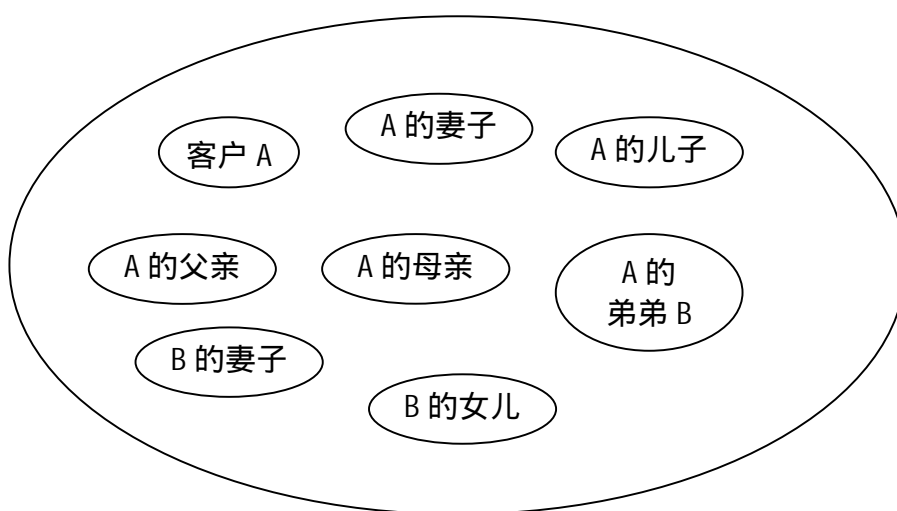 客户 A
A 的妻子
A 的儿子
A 的父亲
A 的母亲
A 的
弟弟 B
B 的妻子
B 的女儿